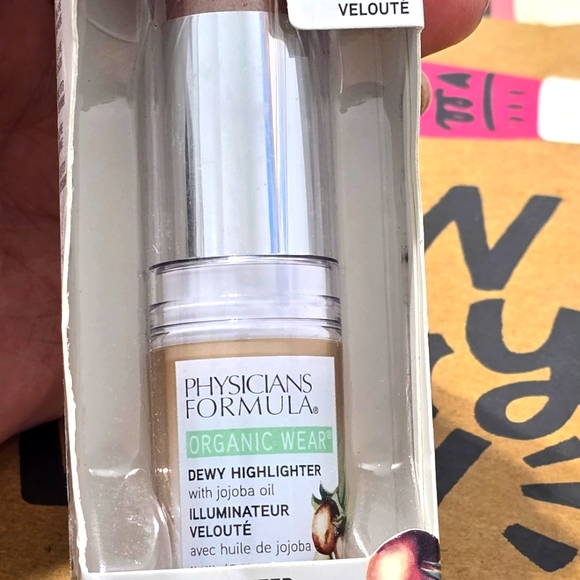 VELOUTÉ
PHYSICIANS
FORMULA®
ORGANIC WEAR®
DEWY HIGHLIGHTER
with jojoba oil
ILLUMINATEUR
VELOUTÉ
avec huile de jojoba